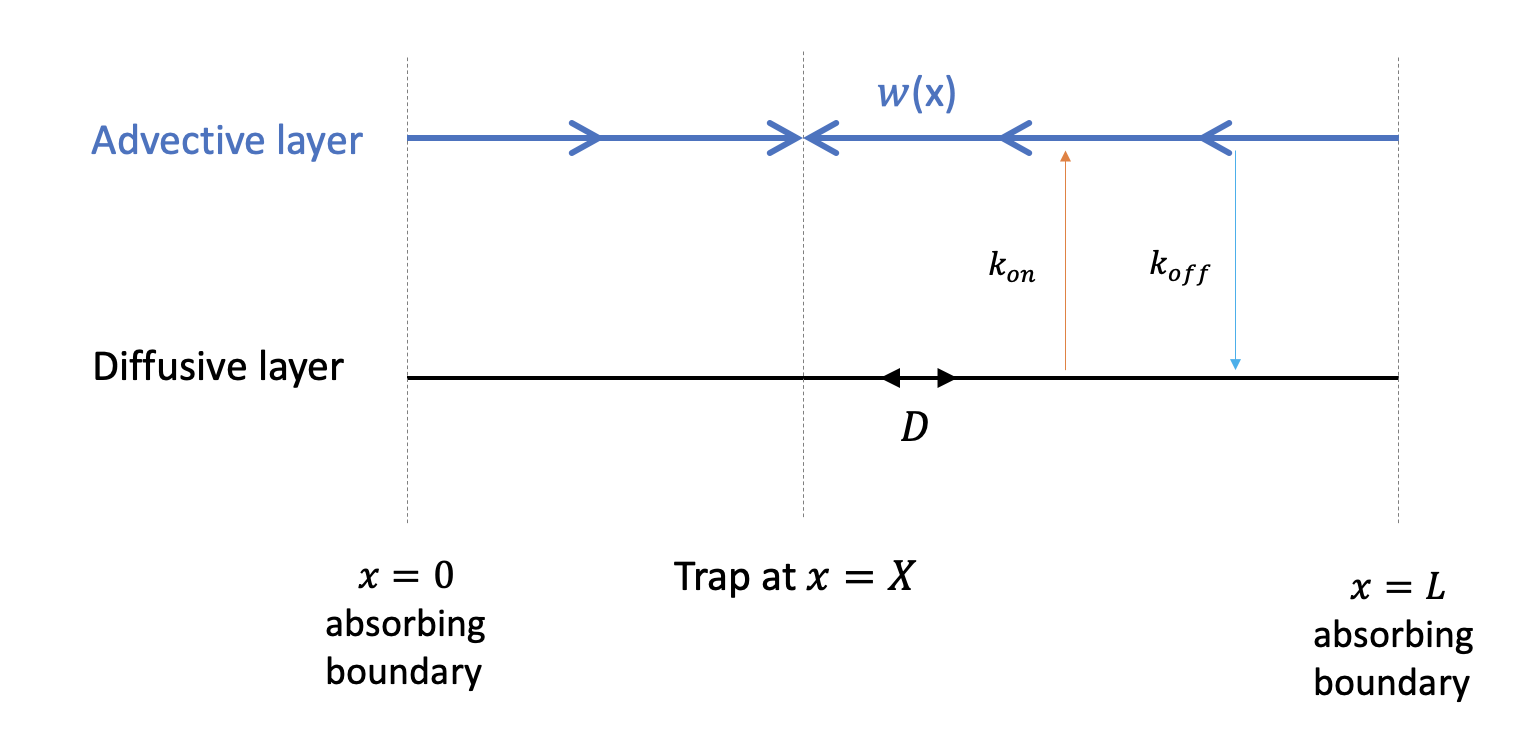 w(x)
Advective layer
k_on
k_off
Diffusive layer
D
x = 0
absorbing
boundary
Trap at x = X
x = L
absorbing
boundary